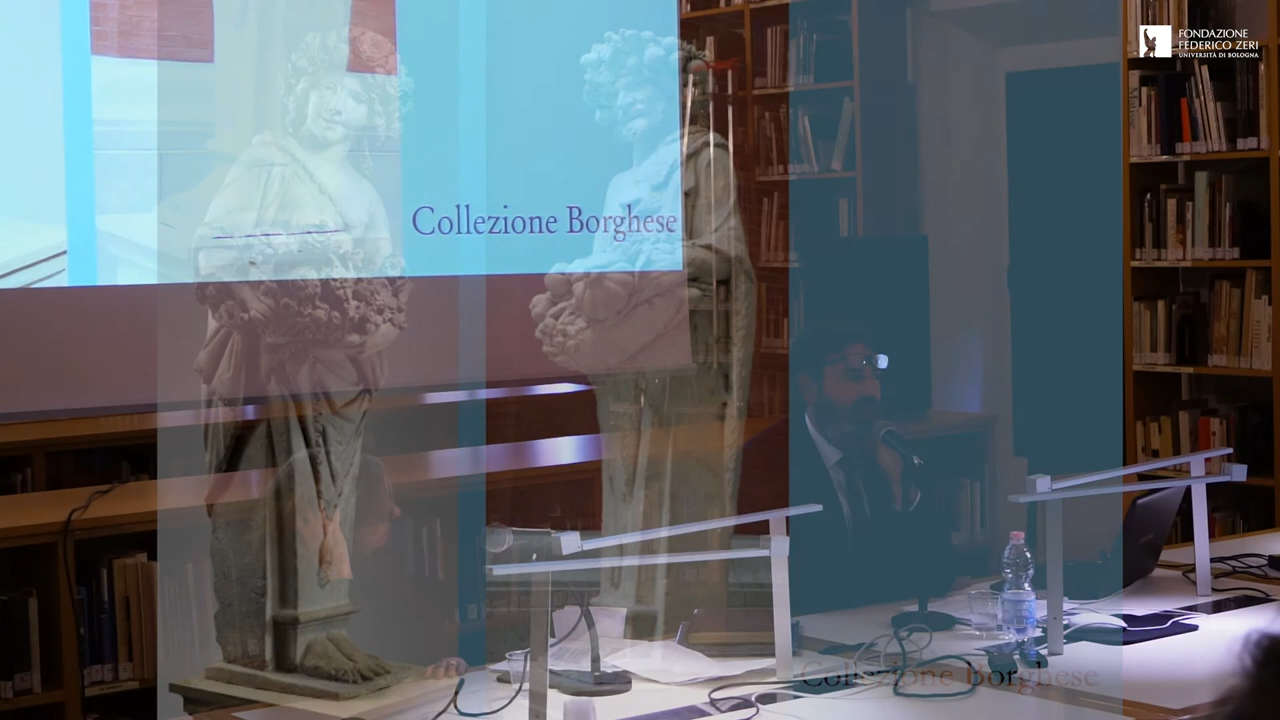 FONDAZIONE
FEDERICO ZERI
UNIVERSITÀ DI BOLOGNA
Collezione Borghese
Collezione Borghese